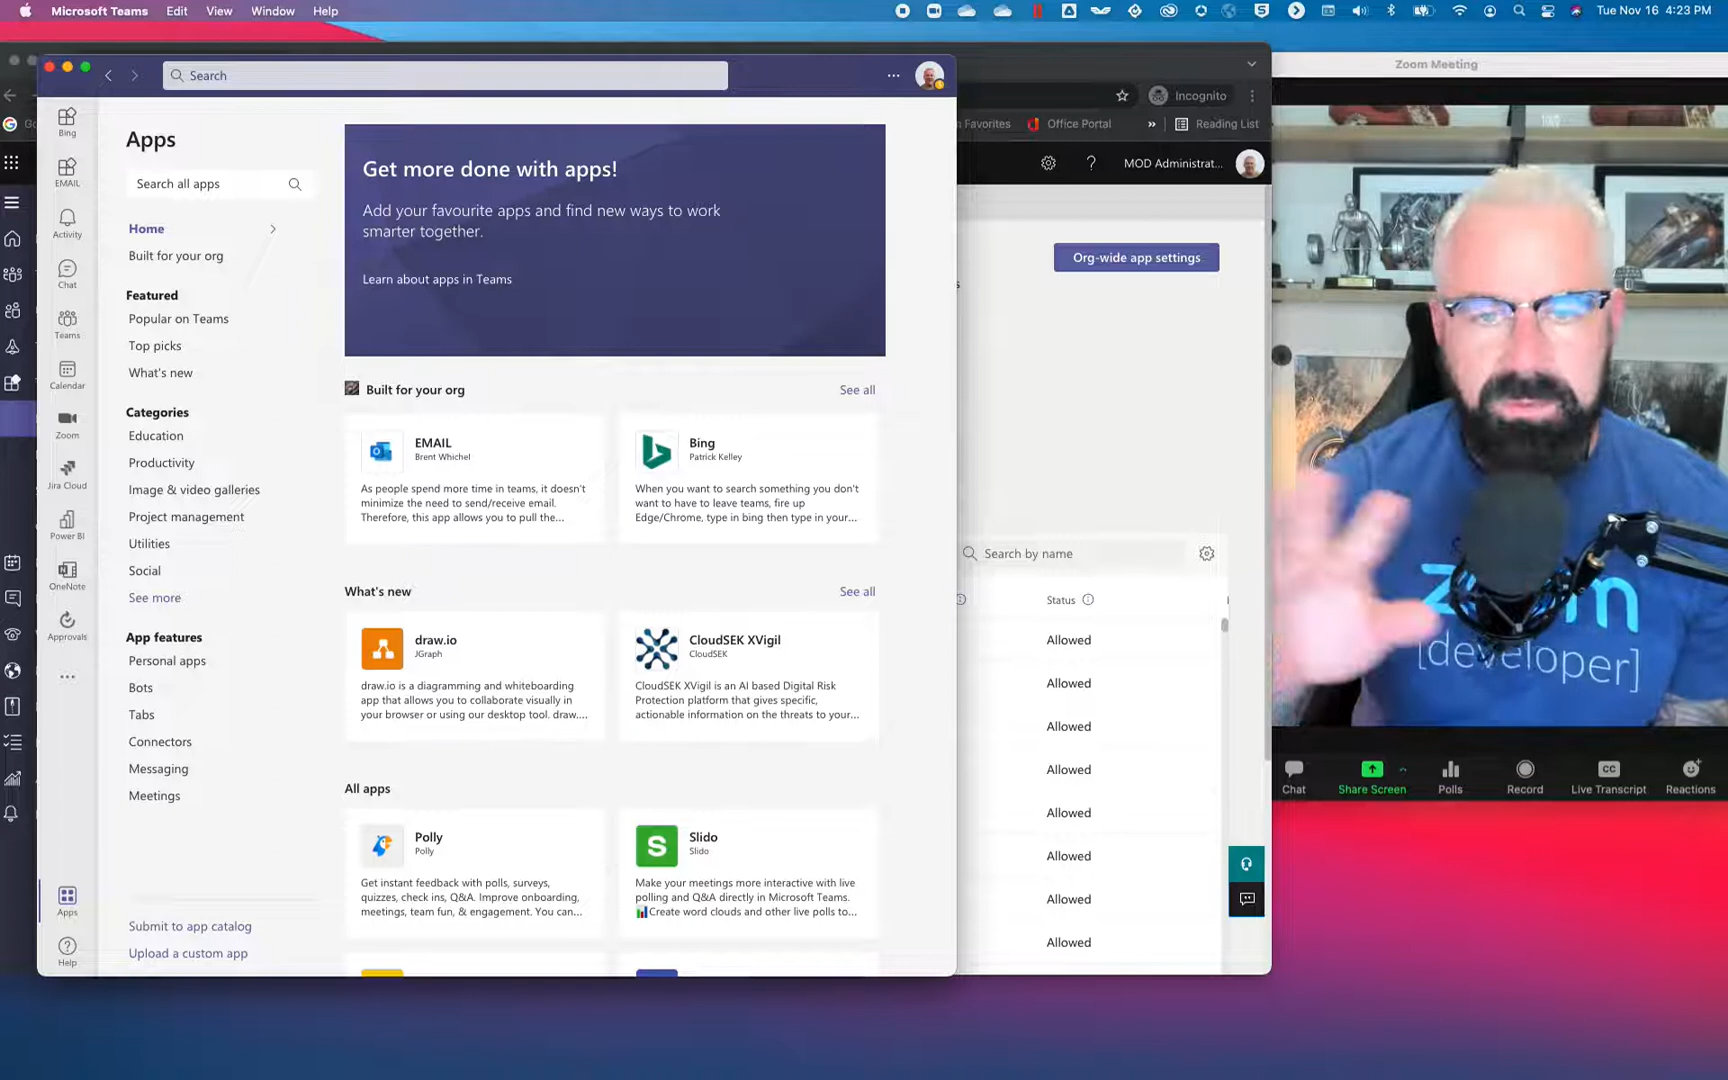 Microsoft Teams Edit View Window Help
Tue Nov 16 4:23 PM
Search
Zoom Meeting
Incognito
Favorites
Office Portal
»
Reading List
MOD Administrat...
Bing
EMAIL
Activity
Chat
Teams
Calendar
Zoom
Jira Cloud
Power BI
OneNote
Approvals
Apps
Help
Apps
Search all apps
Home
Built for your org
Featured
Popular on Teams
Top picks
What's new
Categories
Education
Productivity
Image & video galleries
Project management
Utilities
Social
See more
App features
Personal apps
Bots
Tabs
Connectors
Messaging
Meetings
Submit to app catalog
Upload a custom app
Get more done with apps!
Add your favourite apps and find new ways to work
smarter together.
Learn about apps in Teams
Built for your org
See all
EMAIL
Brent Whichel
As people spend more time in teams, it doesn't
minimize the need to send/receive email.
Therefore, this app allows you to pull the...
Bing
Patrick Kelley
When you want to search something you don't
want to have to leave teams, fire up
Edge/Chrome, type in bing then type in your...
What's new
See all
draw.io
JGraph
draw.io is a diagramming and whiteboarding
app that allows you to collaborate visually in
your browser or using our desktop tool. draw....
CloudSEK XVigil
CloudSEK
CloudSEK XVigil is an AI based Digital Risk
Protection platform that gives specific,
actionable information on the threats to your...
All apps
Polly
Polly
Get instant feedback with polls, surveys,
quizzes, check ins, Q&A. Improve onboarding,
meetings, team fun, & engagement. You can...
S
Slido
Slido
Make your meetings more interactive with live
polling and Q&A directly in Microsoft Teams.
Create word clouds and other live polls to...
Org-wide app settings
Search by name
Status
Allowed
Allowed
Allowed
Allowed
Allowed
Allowed
Allowed
Allowed
zoom
[developer]
Chat
Share Screen
Polls
Record
CC
Live Transcript
Reactions